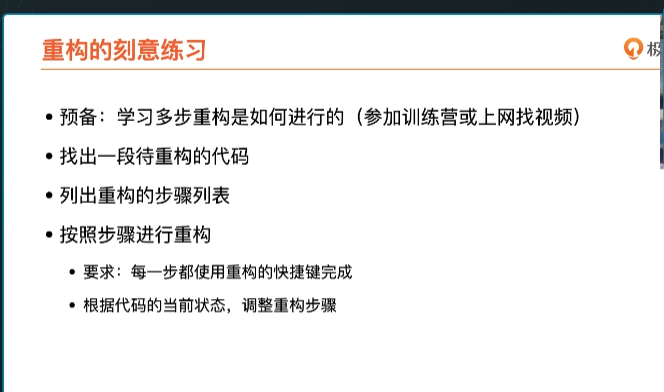 重构的刻意练习
极
• 预备：学习多步重构是如何进行的（参加训练营或上网找视频）
• 找出一段待重构的代码
• 列出重构的步骤列表
• 按照步骤进行重构
• 要求：每一步都使用重构的快捷键完成
• 根据代码的当前状态，调整重构步骤